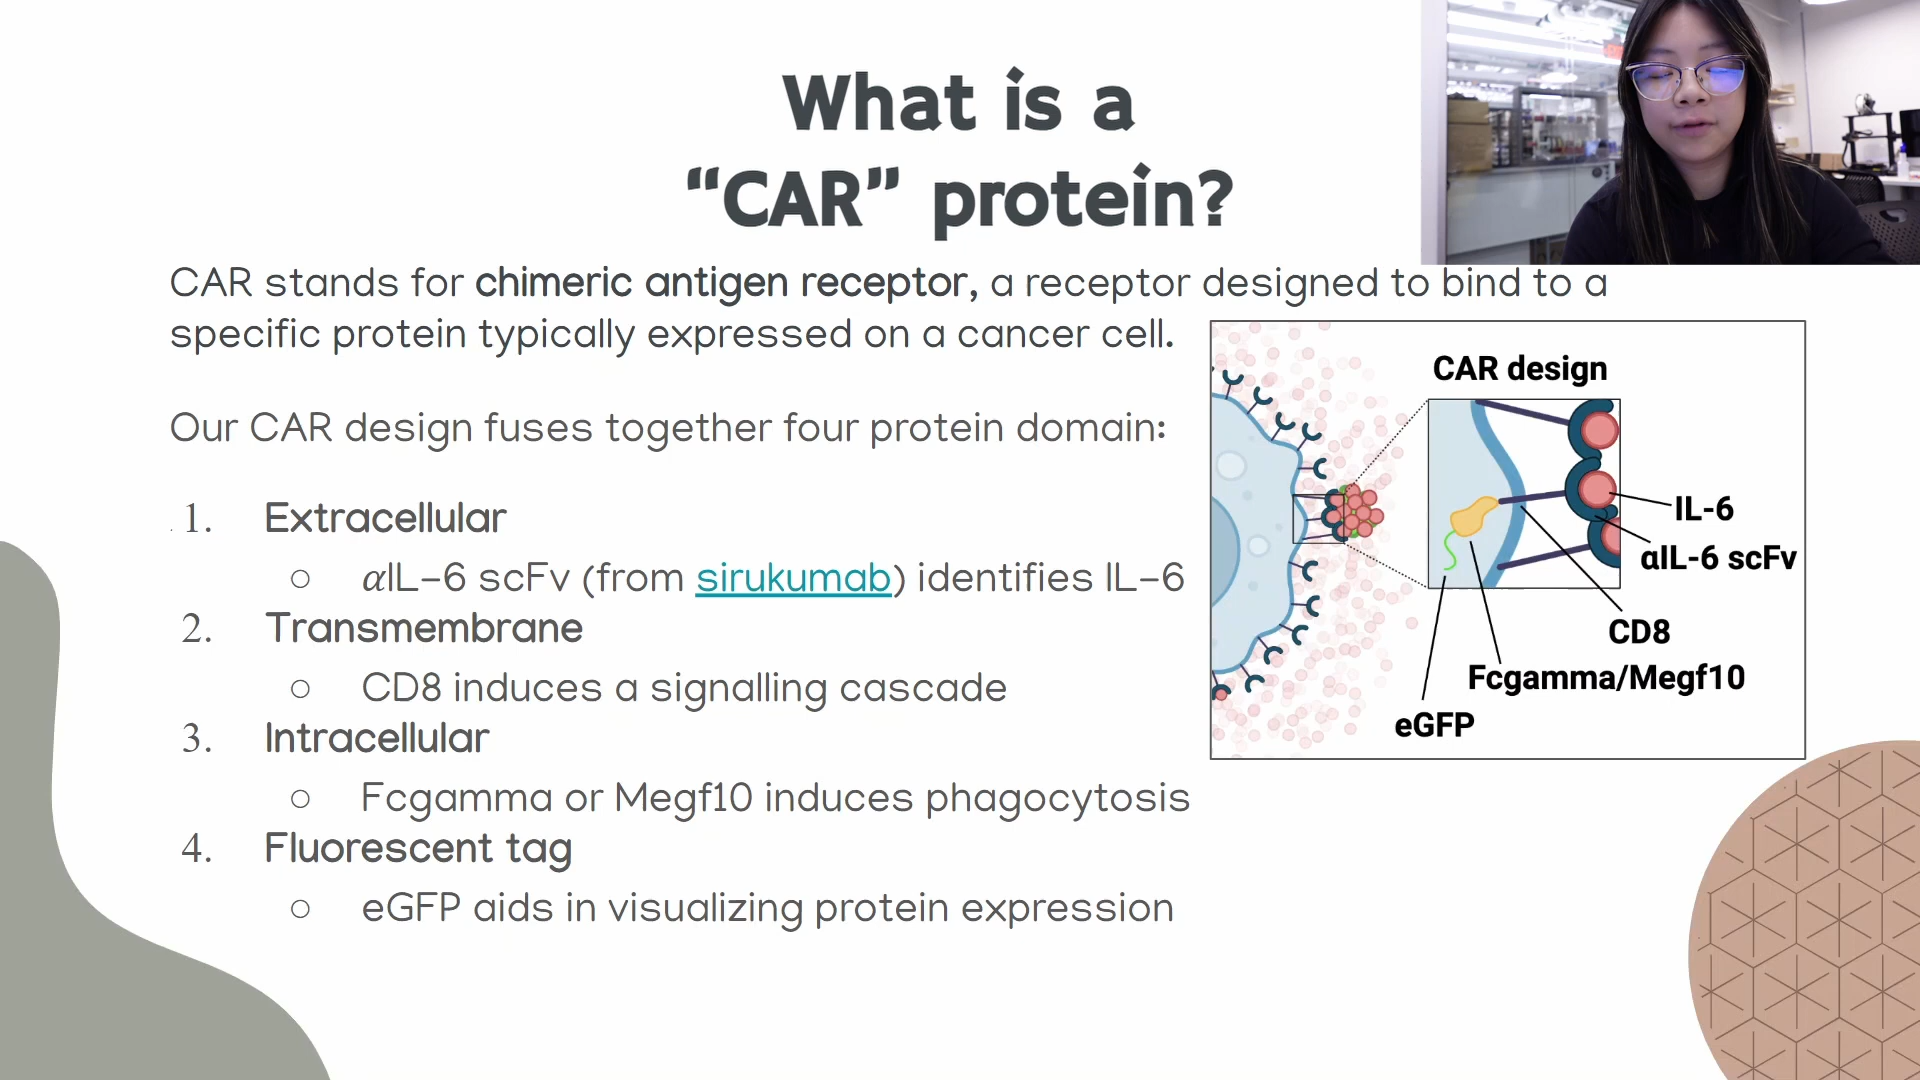 What is a
“CAR” protein?
CAR stands for chimeric antigen receptor, a receptor designed to bind to a
specific protein typically expressed on a cancer cell.
Our CAR design fuses together four protein domain:
1. Extracellular
○ αIL-6 scFv (from sirukumab) identifies IL-6
2. Transmembrane
○ CD8 induces a signalling cascade
3. Intracellular
○ Fcgamma or Megf10 induces phagocytosis
4. Fluorescent tag
○ eGFP aids in visualizing protein expression
CAR design
IL-6
αIL-6 scFv
CD8
Fcgamma/Megf10
eGFP